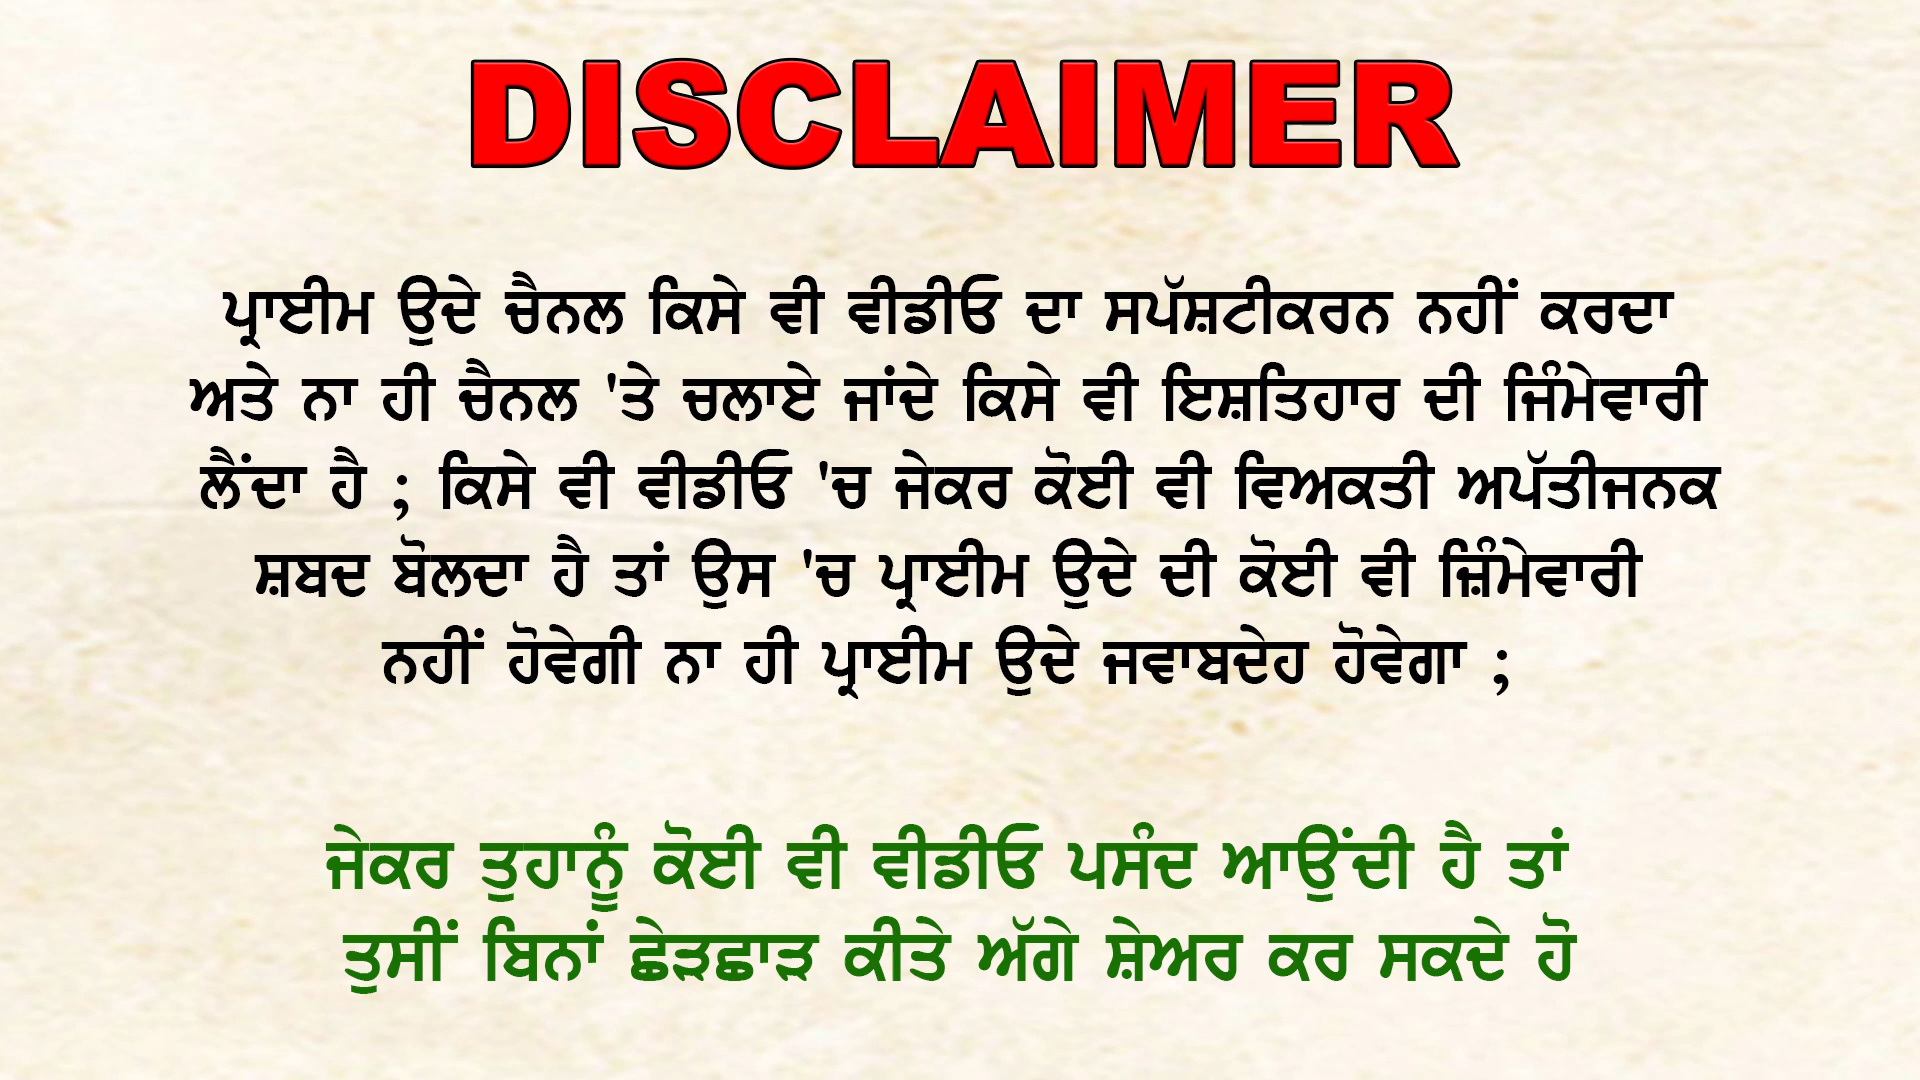 DISCLAIMER
ਪ੍ਰਾਈਮ ਉਦੇ ਚੈਨਲ ਕਿਸੇ ਵੀ ਵੀਡੀਓ ਦਾ ਸਪੱਸ਼ਟੀਕਰਨ ਨਹੀਂ ਕਰਦਾ
ਅਤੇ ਨਾ ਹੀ ਚੈਨਲ 'ਤੇ ਚਲਾਏ ਜਾਂਦੇ ਕਿਸੇ ਵੀ ਇਸ਼ਤਿਹਾਰ ਦੀ ਜਿੰਮੇਵਾਰੀ
ਲੈਂਦਾ ਹੈ ; ਕਿਸੇ ਵੀ ਵੀਡੀਓ 'ਚ ਜੇਕਰ ਕੋਈ ਵੀ ਵਿਅਕਤੀ ਅਪੱਤੀਜਨਕ
ਸ਼ਬਦ ਬੋਲਦਾ ਹੈ ਤਾਂ ਉਸ 'ਚ ਪ੍ਰਾਈਮ ਉਦੇ ਦੀ ਕੋਈ ਵੀ ਜ਼ਿੰਮੇਵਾਰੀ
ਨਹੀਂ ਹੋਵੇਗੀ ਨਾ ਹੀ ਪ੍ਰਾਈਮ ਉਦੇ ਜਵਾਬਦੇਹ ਹੋਵੇਗਾ ;
ਜੇਕਰ ਤੁਹਾਨੂੰ ਕੋਈ ਵੀ ਵੀਡੀਓ ਪਸੰਦ ਆਉਂਦੀ ਹੈ ਤਾਂ
ਤੁਸੀਂ ਬਿਨਾਂ ਛੇੜਛਾੜ ਕੀਤੇ ਅੱਗੇ ਸ਼ੇਅਰ ਕਰ ਸਕਦੇ ਹੋ